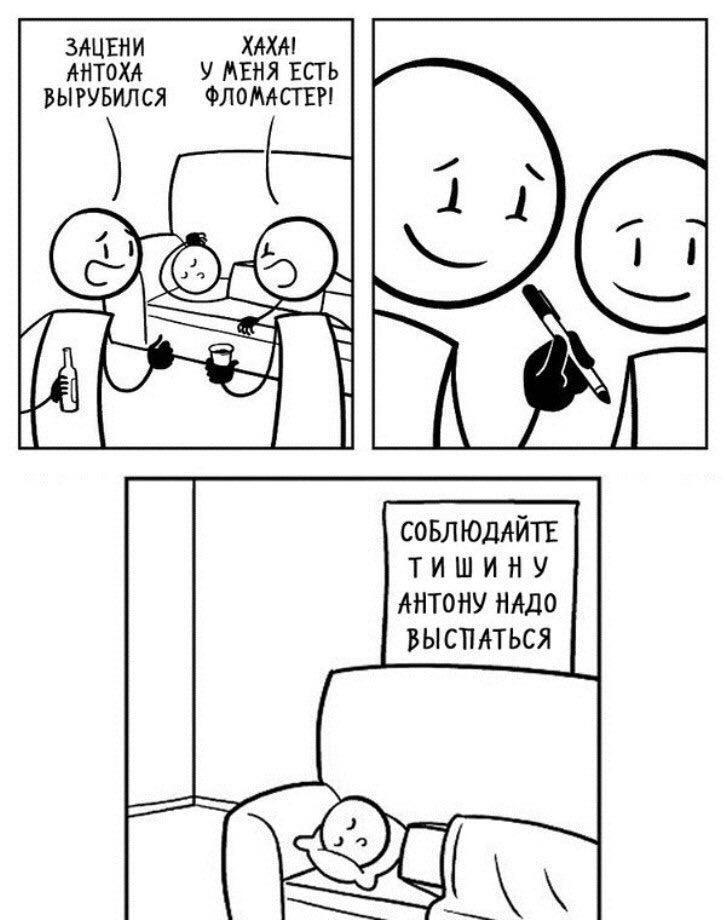 ЗАЦЕНИ
АНТОХА
ВЫРУБИЛСЯ
ХАХА!
У МЕНЯ ЕСТЬ
ФЛОМАСТЕР!
СОБЛЮДАЙТЕ
ТИШИНУ
АНТОНУ НАДО
ВЫСПАТЬСЯ